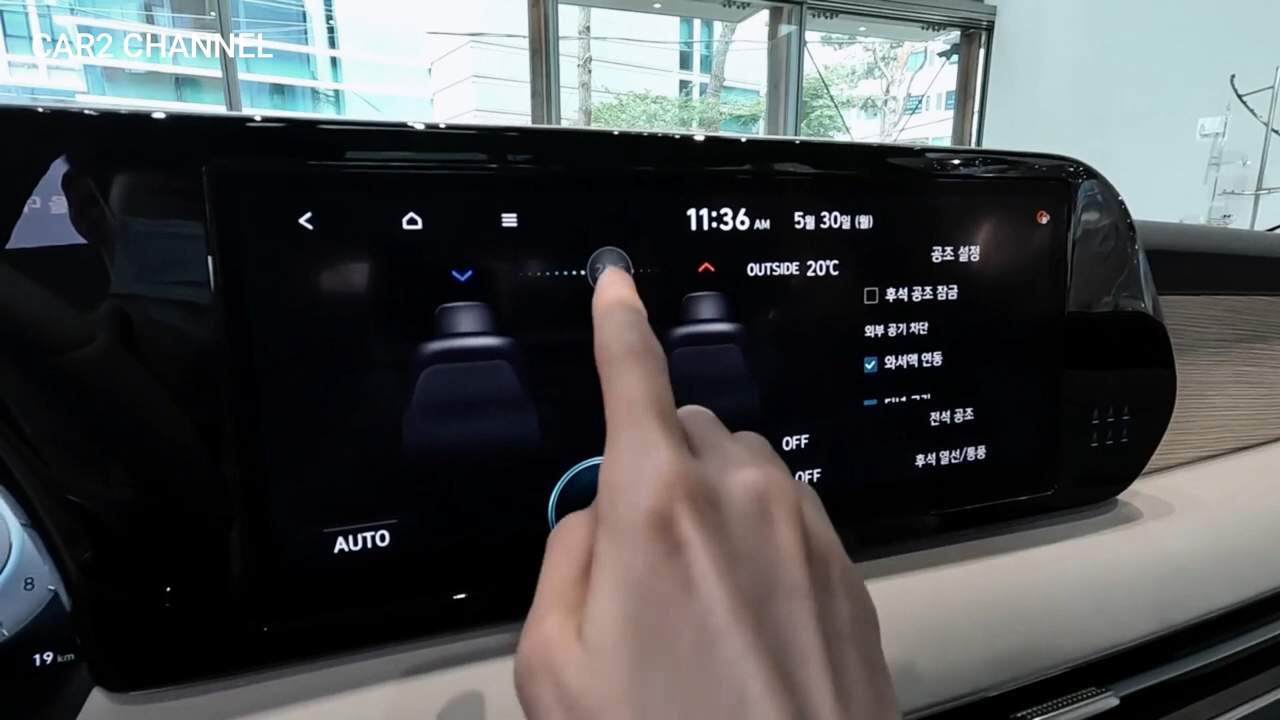 CAR2 CHANNEL
11:36 AM 5월 30일 (월)
OUTSIDE 20℃
공조 설정
후석 공조 잠금
외부 공기 차단
와셔액 연동
전석 공조
OFF
후석 열선/통풍
OFF
AUTO
8
19 km